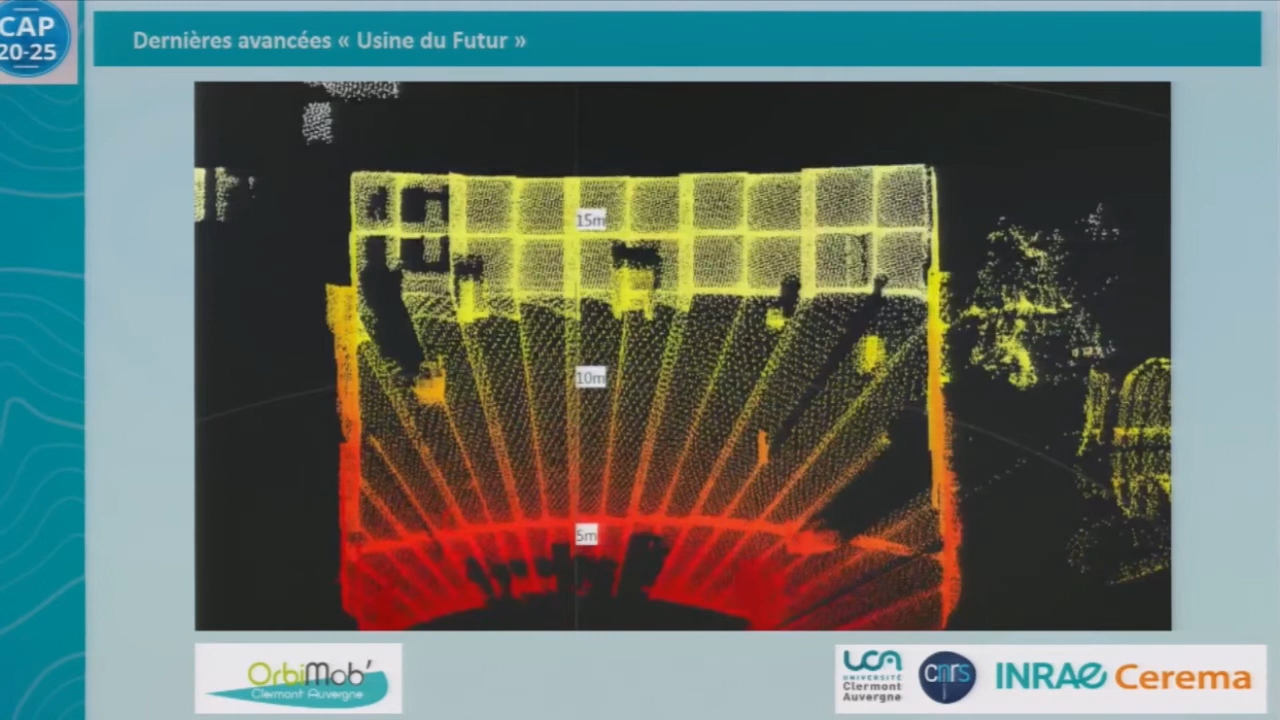 CAP
20-25
Dernières avancées « Usine du Futur »
15m
10m
5m
OrbiMob'
Clermont Auvergne
UCA
UNIVERSITÉ
Clermont
Auvergne
cnrs
INRAE
Cerema